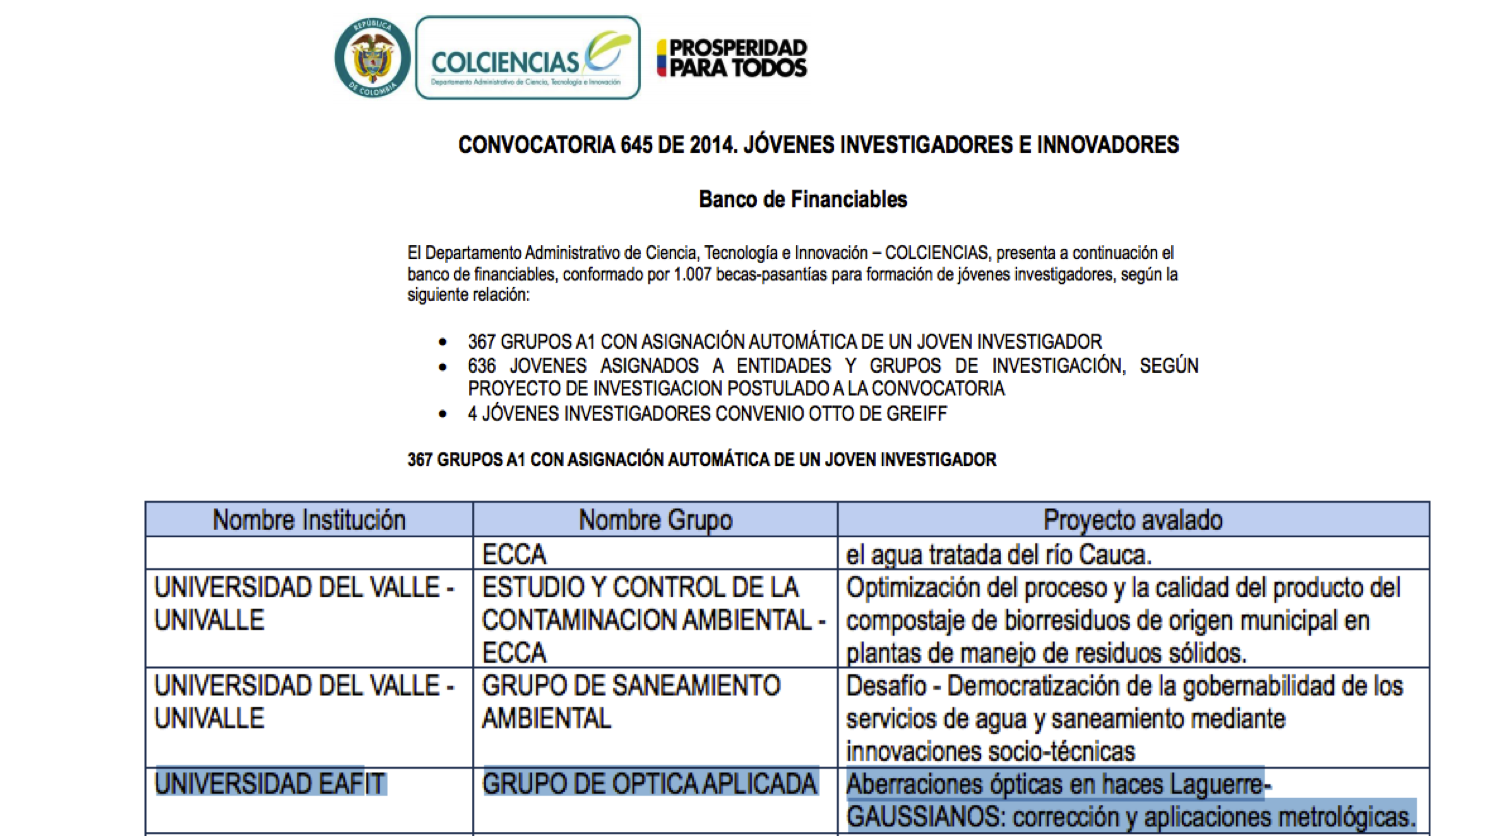 REPÚBLICA
DE COLOMBIA
COLCIENCIAS
Departamento Administrativo de Ciencia, Tecnología e Innovación
PROSPERIDAD
PARA TODOS
CONVOCATORIA 645 DE 2014. JÓVENES INVESTIGADORES E INNOVADORES
Banco de Financiables
El Departamento Administrativo de Ciencia, Tecnología e Innovación – COLCIENCIAS, presenta a continuación el
banco de financiables, conformado por 1.007 becas-pasantías para formación de jóvenes investigadores, según la
siguiente relación:
• 367 GRUPOS A1 CON ASIGNACIÓN AUTOMÁTICA DE UN JOVEN INVESTIGADOR
• 636 JOVENES ASIGNADOS A ENTIDADES Y GRUPOS DE INVESTIGACIÓN, SEGÚN
PROYECTO DE INVESTIGACION POSTULADO A LA CONVOCATORIA
• 4 JÓVENES INVESTIGADORES CONVENIO OTTO DE GREIFF
367 GRUPOS A1 CON ASIGNACIÓN AUTOMÁTICA DE UN JOVEN INVESTIGADOR
Nombre Institución Nombre Grupo Proyecto avalado
ECCA el agua tratada del río Cauca.
UNIVERSIDAD DEL VALLE - ESTUDIO Y CONTROL DE LA Optimización del proceso y la calidad del producto del
UNIVALLE CONTAMINACION AMBIENTAL - compostaje de biorresiduos de origen municipal en
ECCA plantas de manejo de residuos sólidos.
UNIVERSIDAD DEL VALLE - GRUPO DE SANEAMIENTO Desafío - Democratización de la gobernabilidad de los
UNIVALLE AMBIENTAL servicios de agua y saneamiento mediante
innovaciones socio-técnicas
UNIVERSIDAD EAFIT GRUPO DE OPTICA APLICADA Aberraciones ópticas en haces Laguerre-
GAUSSIANOS: corrección y aplicaciones metrológicas.